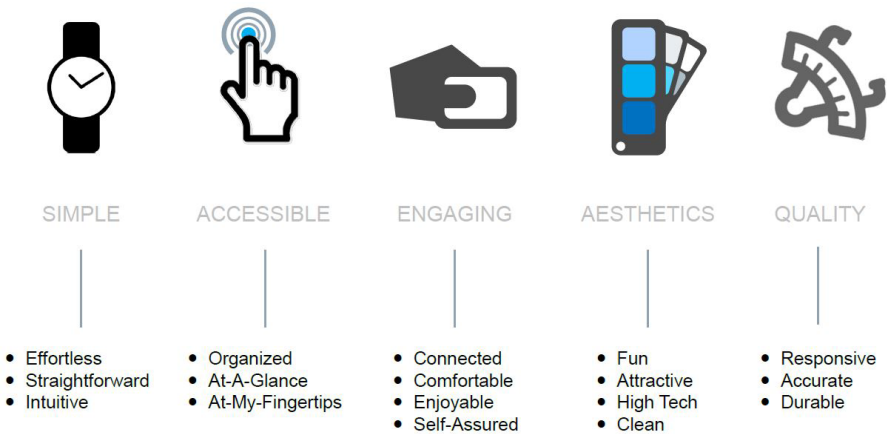 SIMPLE
ACCESSIBLE
ENGAGING
AESTHETICS
QUALITY
• Effortless
• Straightforward
• Intuitive
• Organized
• At-A-Glance
• At-My-Fingertips
• Connected
• Comfortable
• Enjoyable
• Self-Assured
• Fun
• Attractive
• High Tech
• Clean
• Responsive
• Accurate
• Durable